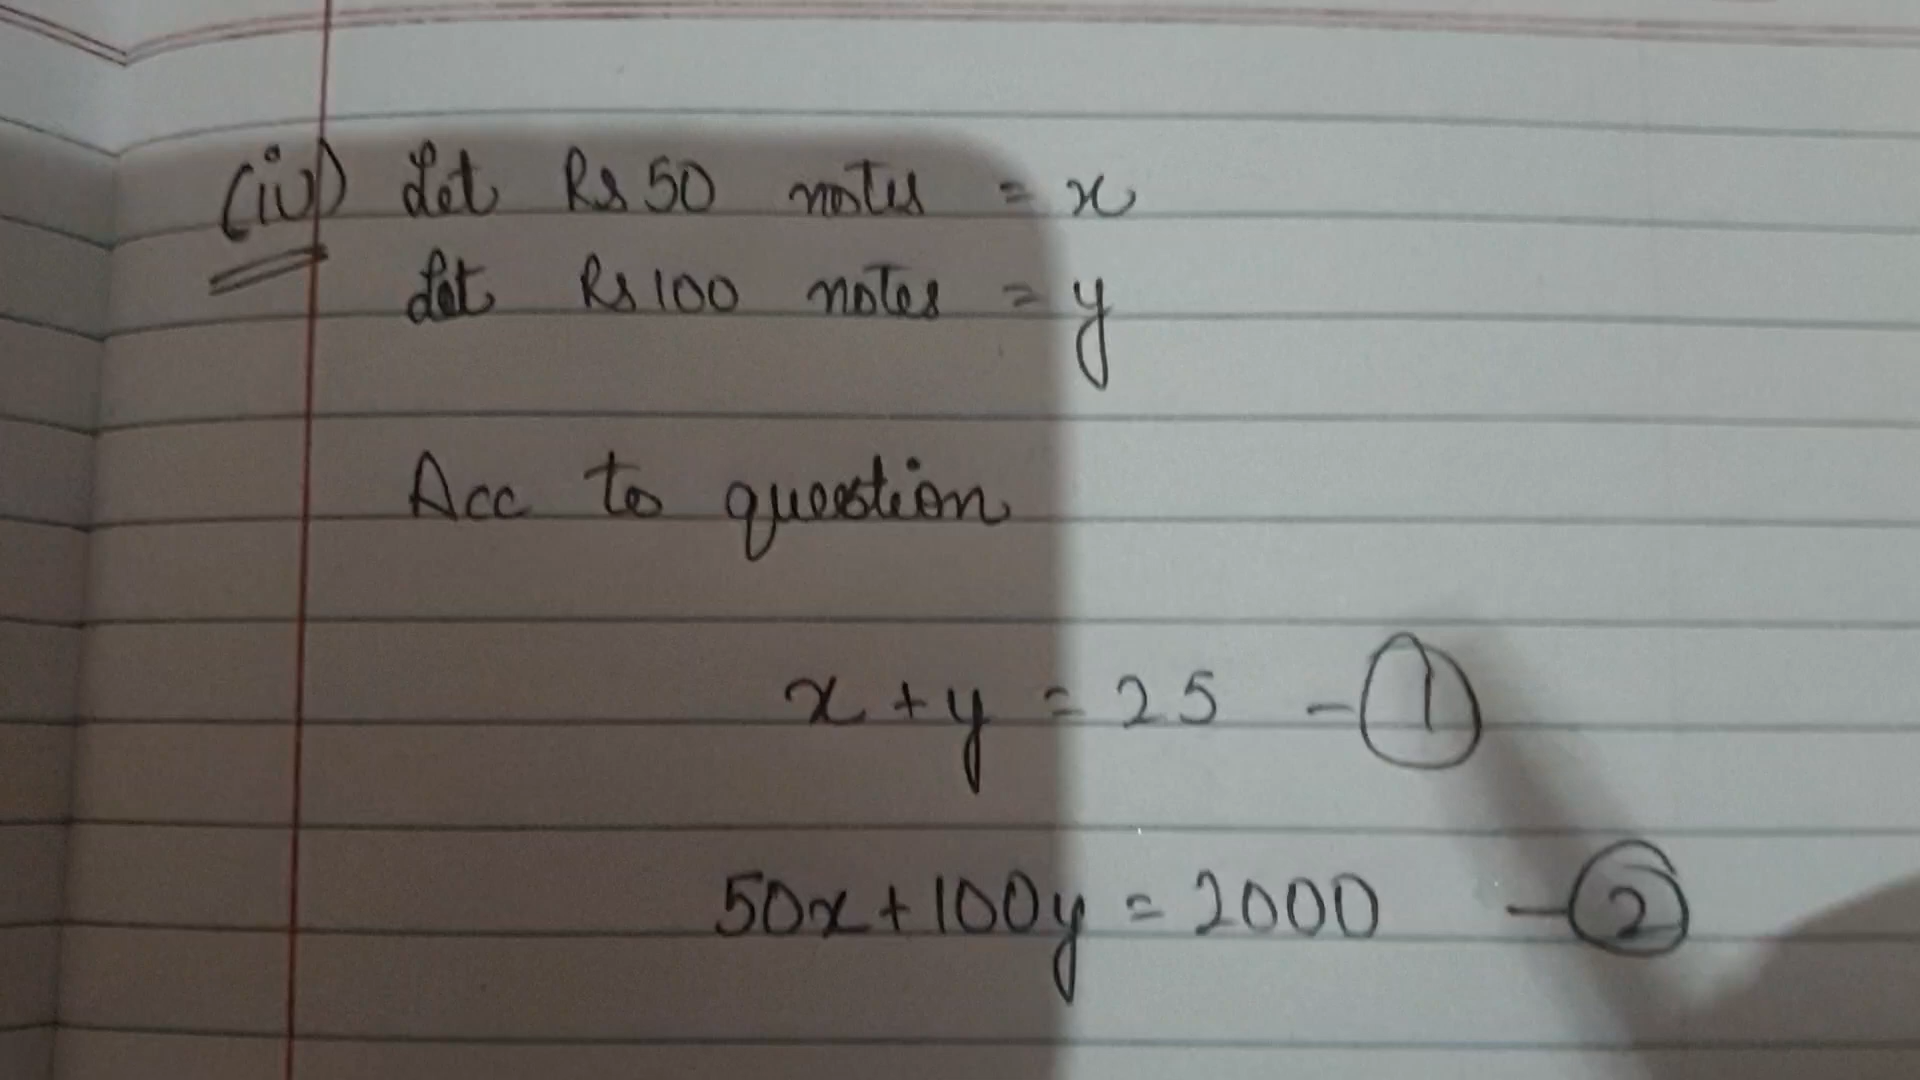 (iv) Let Rs 50 notes = x
Let Rs 100 notes = y
Acc to question
x + y = 25 - 1
50x + 100y = 2000 - 2